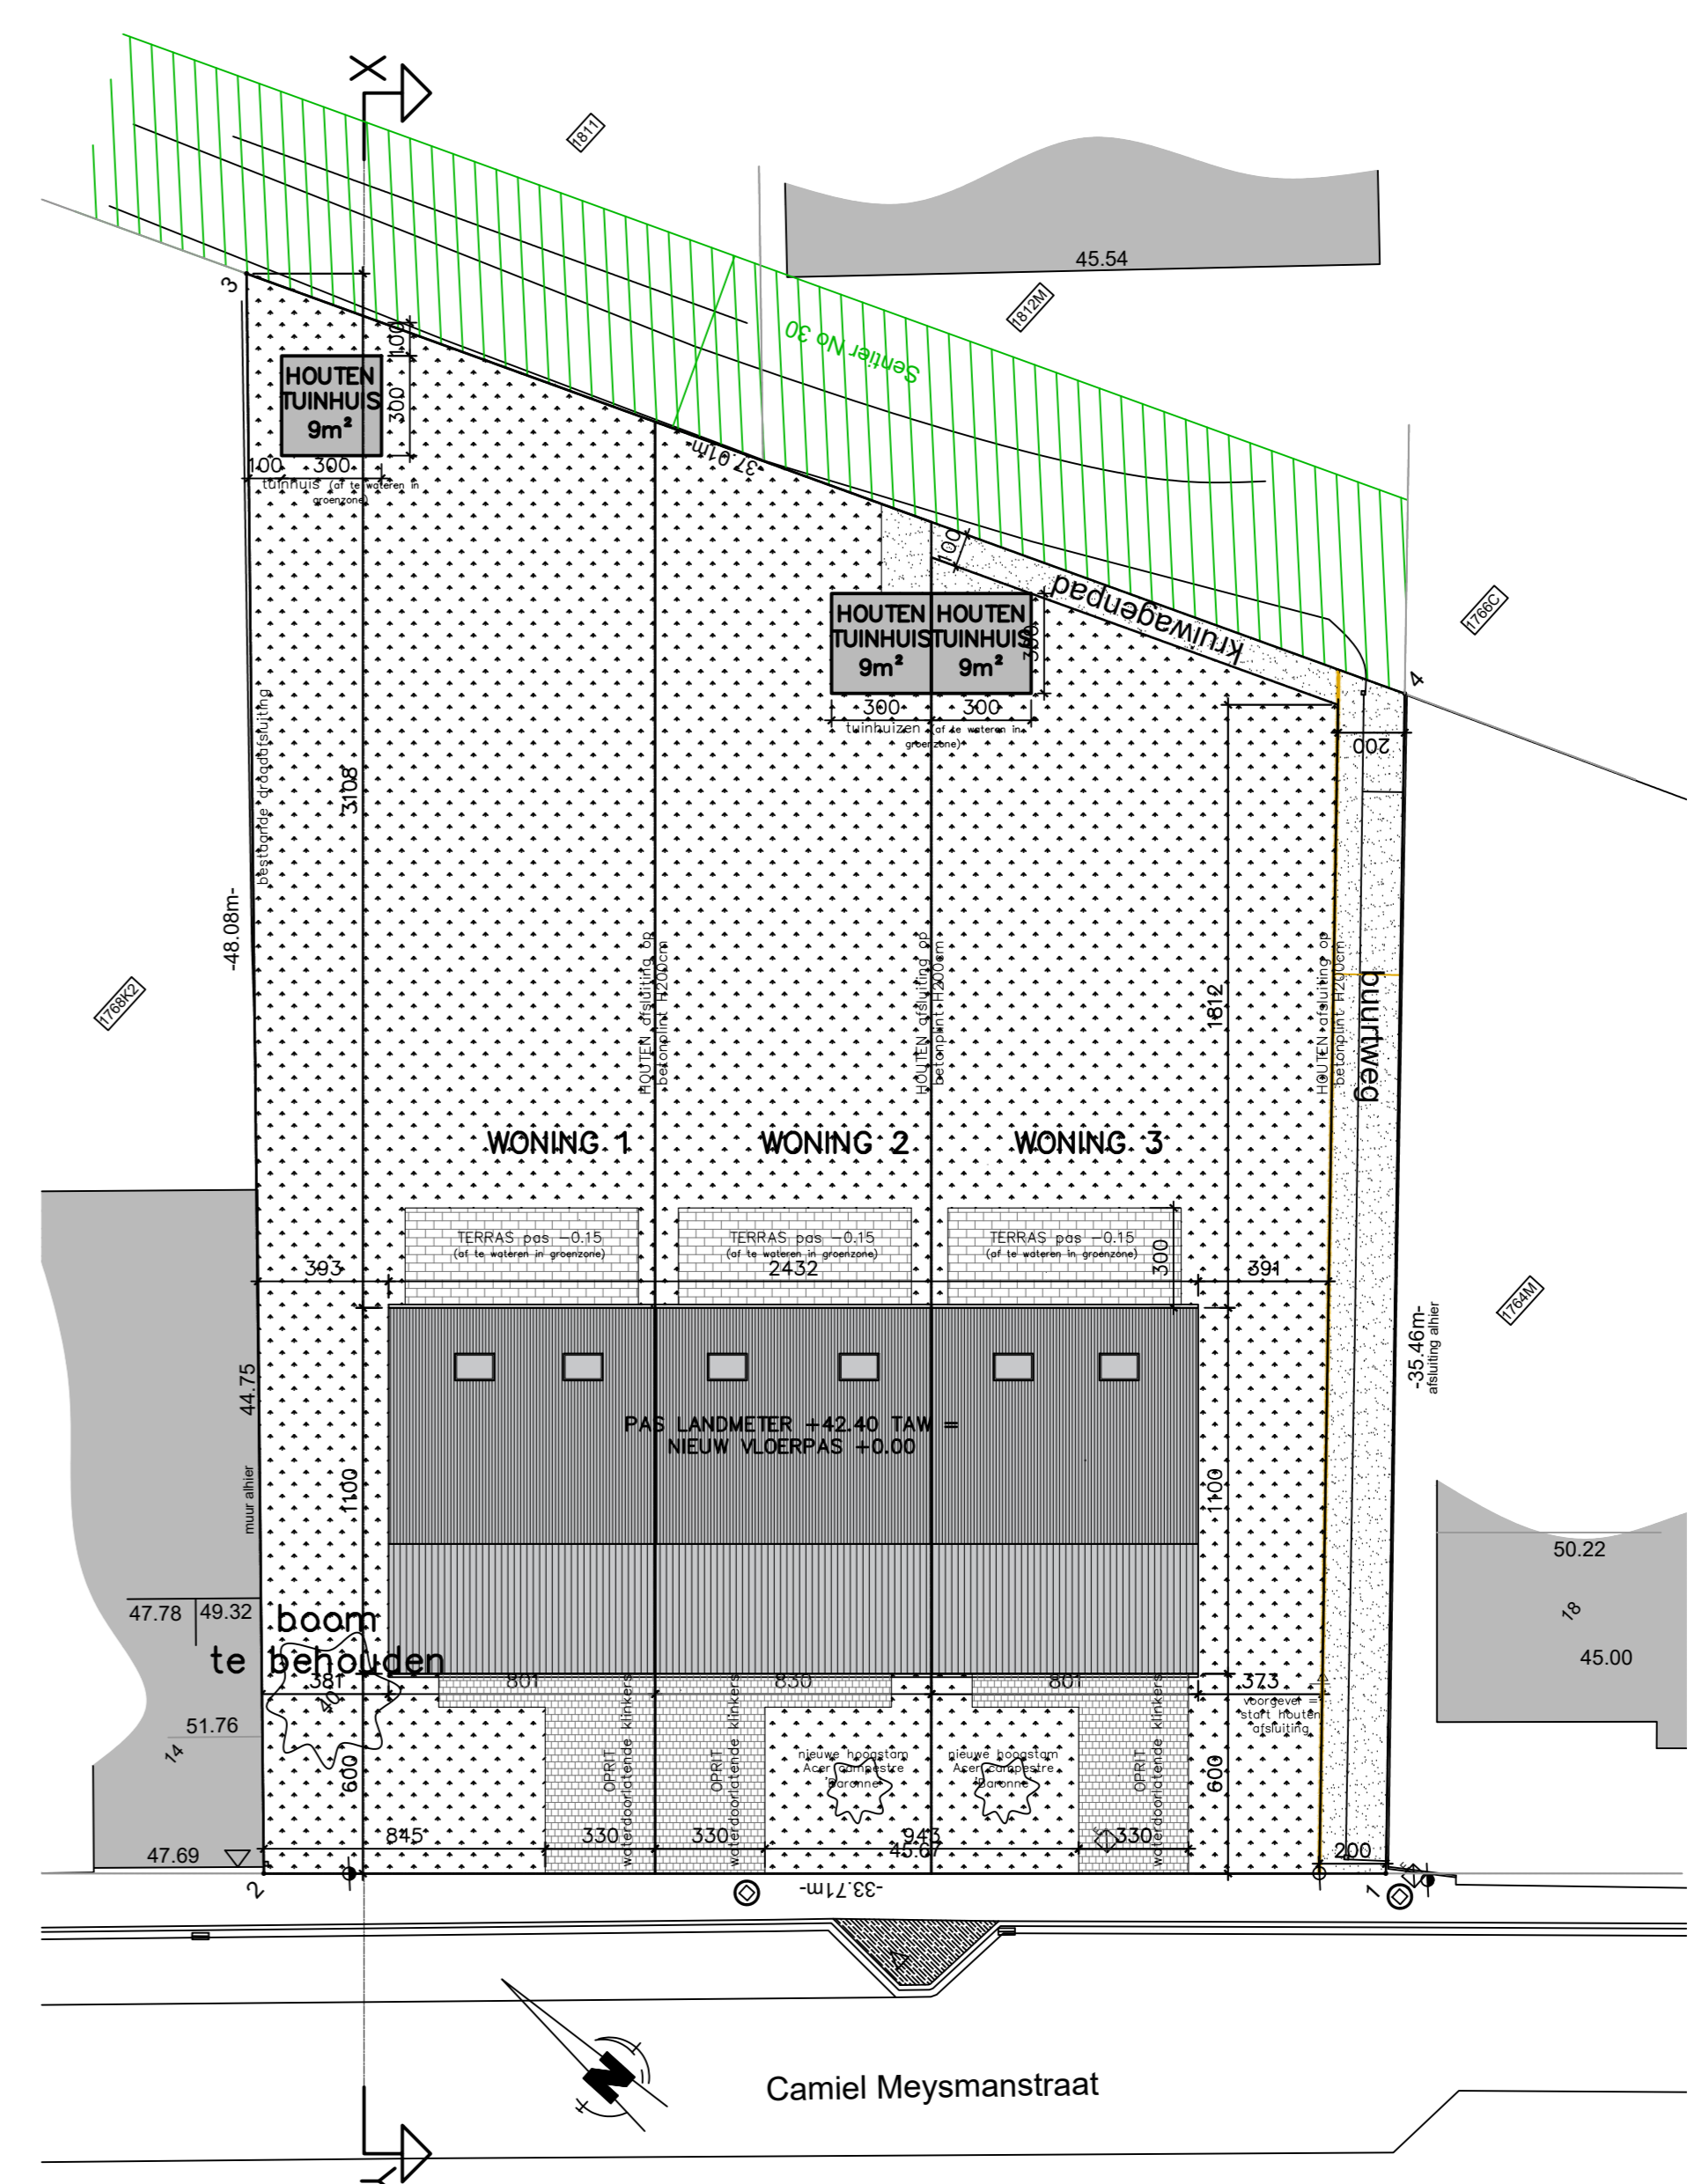 X
1811
45.54
1812M
Sentier No 30
3
100
HOUTEN
TUINHUIS
9m²
300
100 300
tuinhuis (af te wateren in
groenzone)
-37.01m-
100
kruiwagenpad
1766C
HOUTEN
TUINHUIS
9m²
HOUTEN
TUINHUIS
9m²
300 300
tuinhuizen (af te wateren in
groenzone)
4
200
bestaande draadafsluiting
3108
-48.08m-
1768K2
HOUTEN afsluiting op
betonplint H200cm
HOUTEN afsluiting op
betonplint H200cm
HOUTEN afsluiting op
betonplint H200cm
1812
buurtweg
WONING 1
WONING 2
WONING 3
TERRAS pas -0.15
(af te wateren in groenzone)
TERRAS pas -0.15
(af te wateren in groenzone)
TERRAS pas -0.15
(af te wateren in groenzone)
300
393
2432
391
1764M
-35.46m-
afsluiting alhier
44.75
PAS LANDMETER +42.40 TAW =
NIEUW VLOERPAS +0.00
muur alhier
1100
1100
50.22
18
45.00
47.78
49.32
boom
te behouden
381
40
801
830
801
373
voorgevel =
start houten
afsluiting
51.76
14
600
OPRIT
waterdoorlatende klinkers
OPRIT
waterdoorlatende klinkers
nieuwe hoogstam
Acer campestre
'Baronne'
nieuwe hoogstam
Acer campestre
'Baronne'
OPRIT
waterdoorlatende klinkers
600
845
330
330
943
45.67
330
200
47.69
2
-33.71m-
1
N
Camiel Meysmanstraat